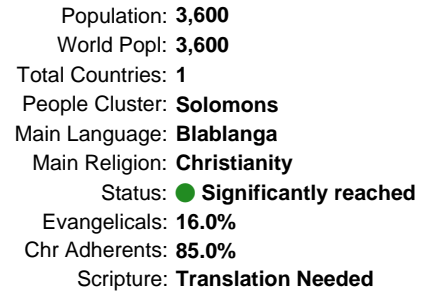 Population: 3,600
World Popl: 3,600
Total Countries: 1
People Cluster: Solomons
Main Language: Blablanga
Main Religion: Christianity
Status: Significantly reached
Evangelicals: 16.0%
Chr Adherents: 85.0%
Scripture: Translation Needed